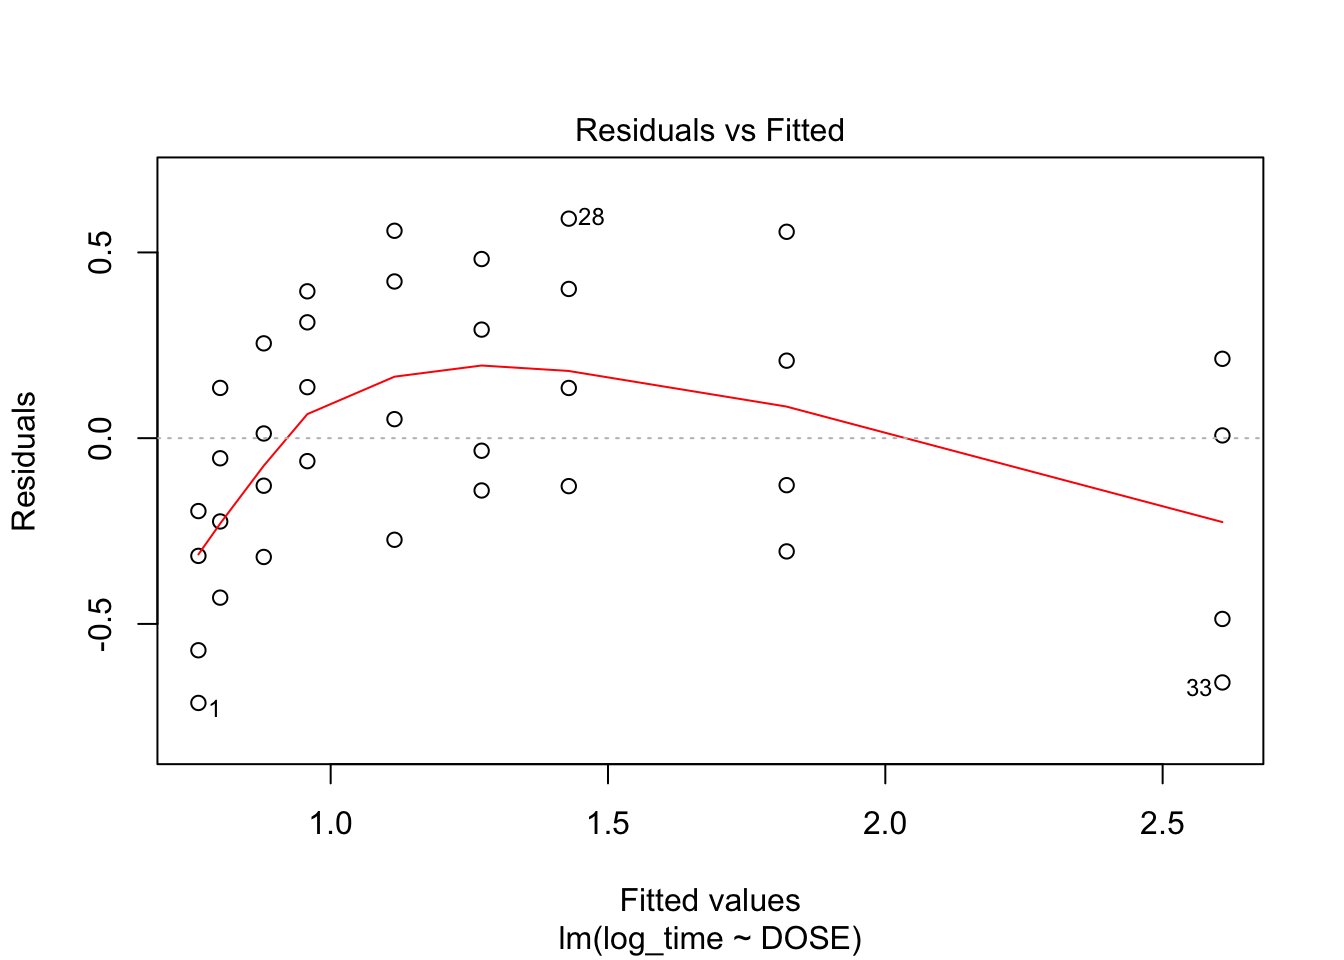 Residuals vs Fitted
Residuals
0.5
0.0
-0.5
28
1
33
1.0 1.5 2.0 2.5
Fitted values
lm(log_time ~ DOSE)